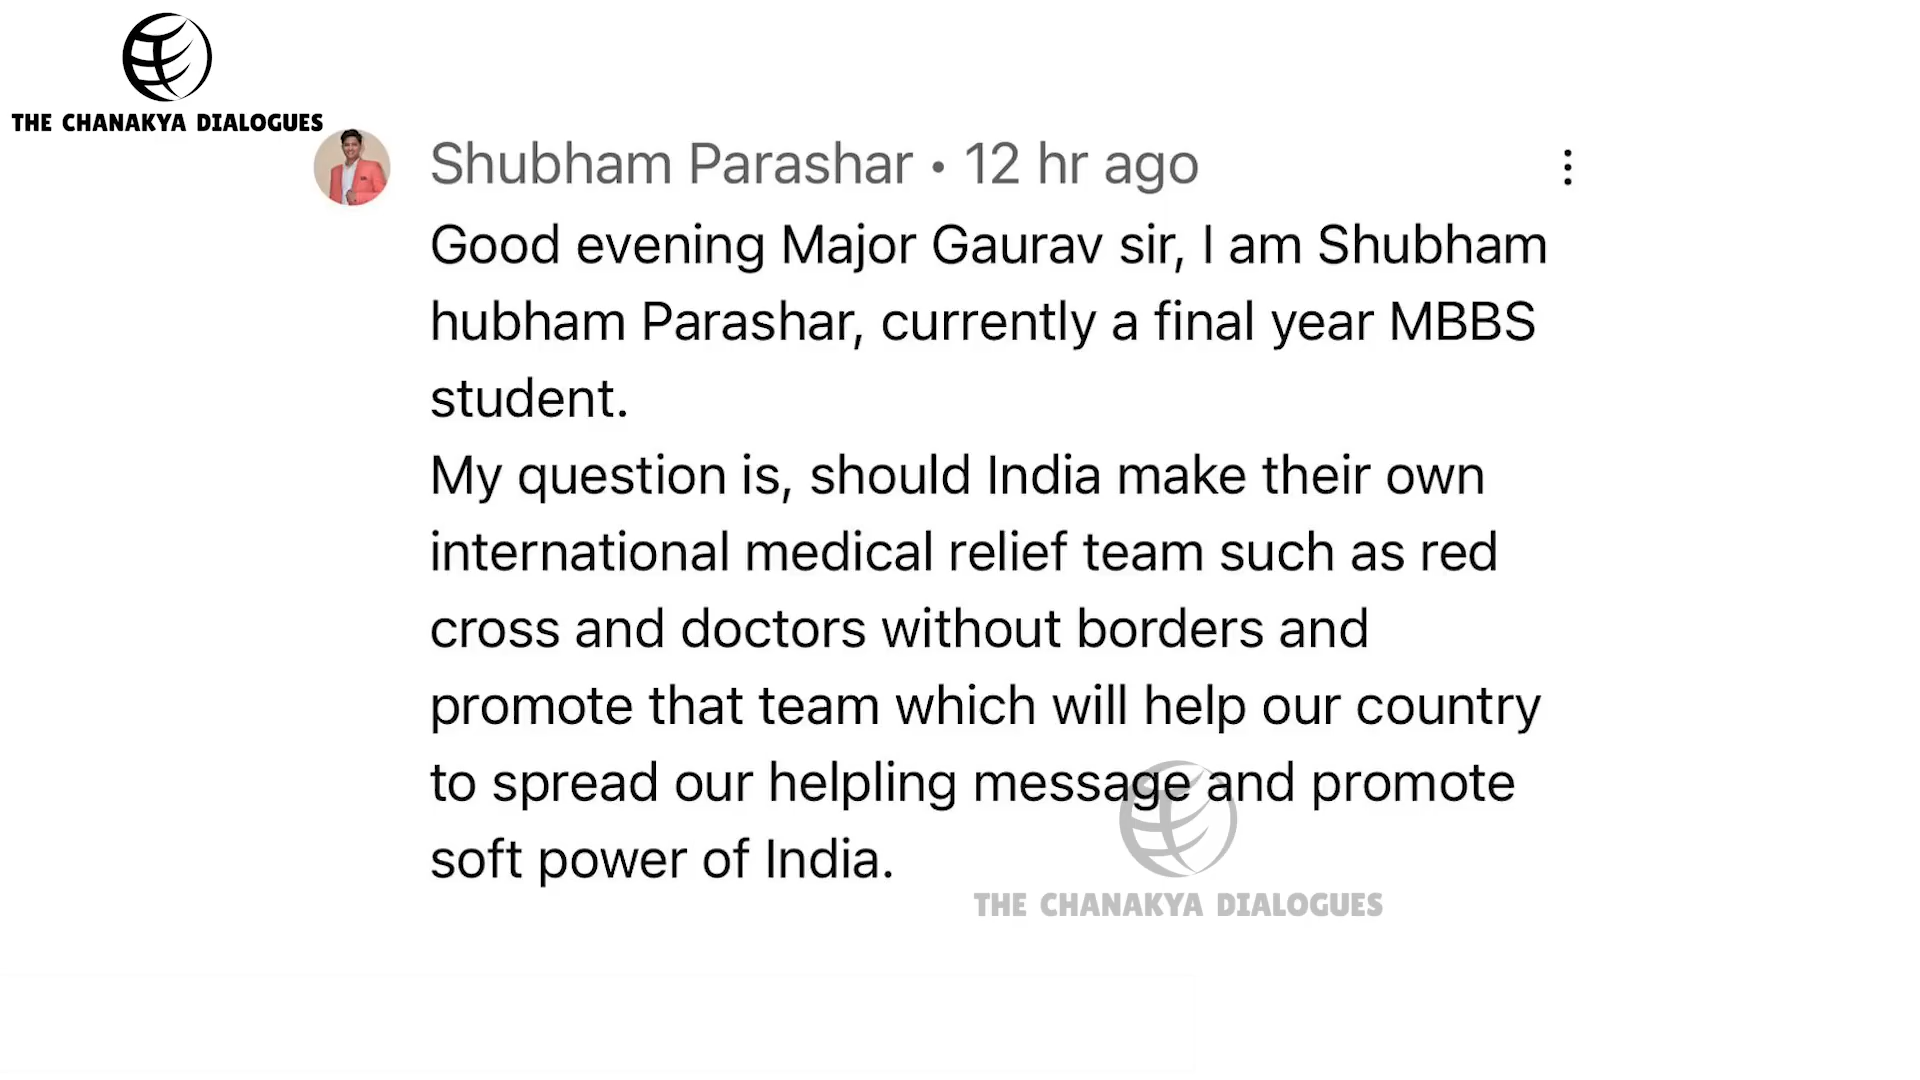 THE CHANAKYA DIALOGUES
Shubham Parashar • 12 hr ago
Good evening Major Gaurav sir, I am Shubham
hubham Parashar, currently a final year MBBS
student.
My question is, should India make their own
international medical relief team such as red
cross and doctors without borders and
promote that team which will help our country
to spread our helpling message and promote
soft power of India.
THE CHANAKYA DIALOGUES